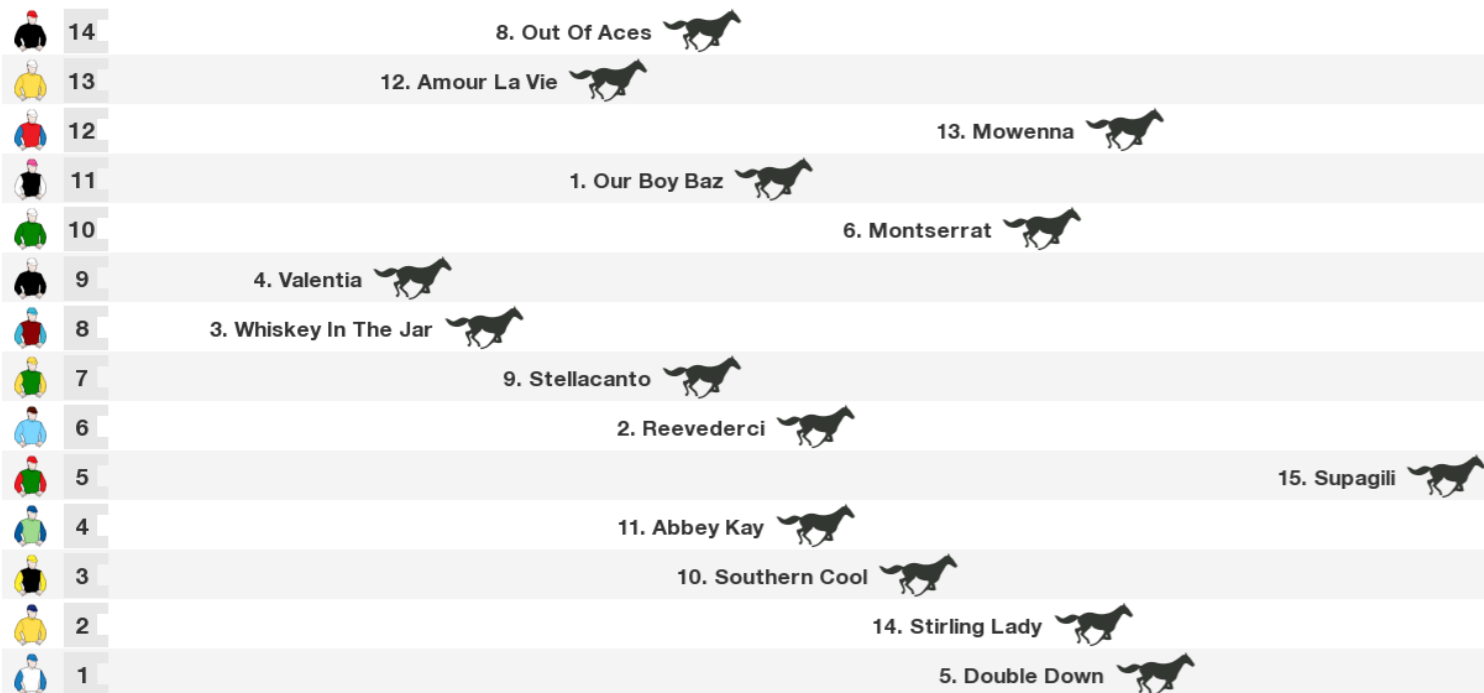 14 8. Out Of Aces
13 12. Amour La Vie
12 13. Mowenna
11 1. Our Boy Baz
10 6. Montserrat
9 4. Valentia
8 3. Whiskey In The Jar
7 9. Stellacanto
6 2. Reevederci
5 15. Supagili
4 11. Abbey Kay
3 10. Southern Cool
2 14. Stirling Lady
1 5. Double Down